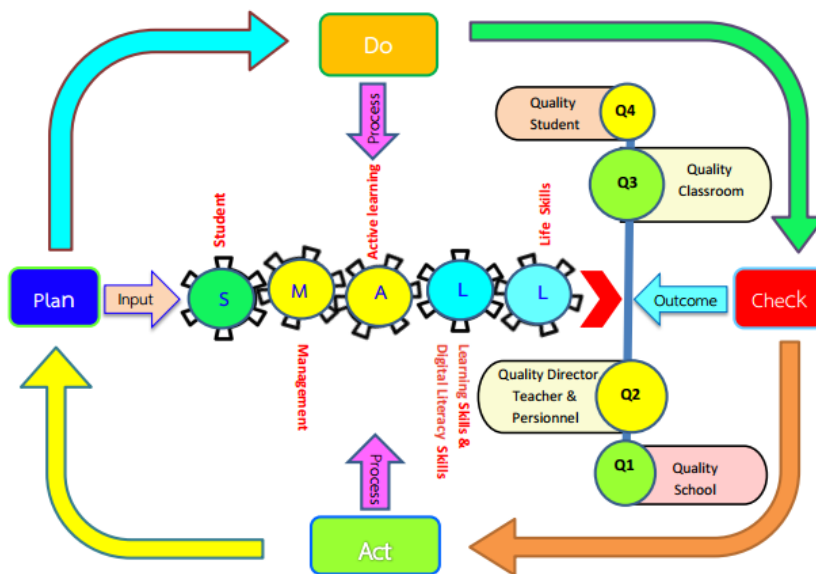 Do
Process
Quality
Student
Q4
Q3
Quality
Classroom
Student
Active learning
Life Skills
Plan
Input
S
M
A
L
L
Outcome
Check
Management
Learning Skills &
Digital Literacy Skills
Quality Director
Teacher &
Persionnel
Q2
Q1
Quality
School
Process
Act